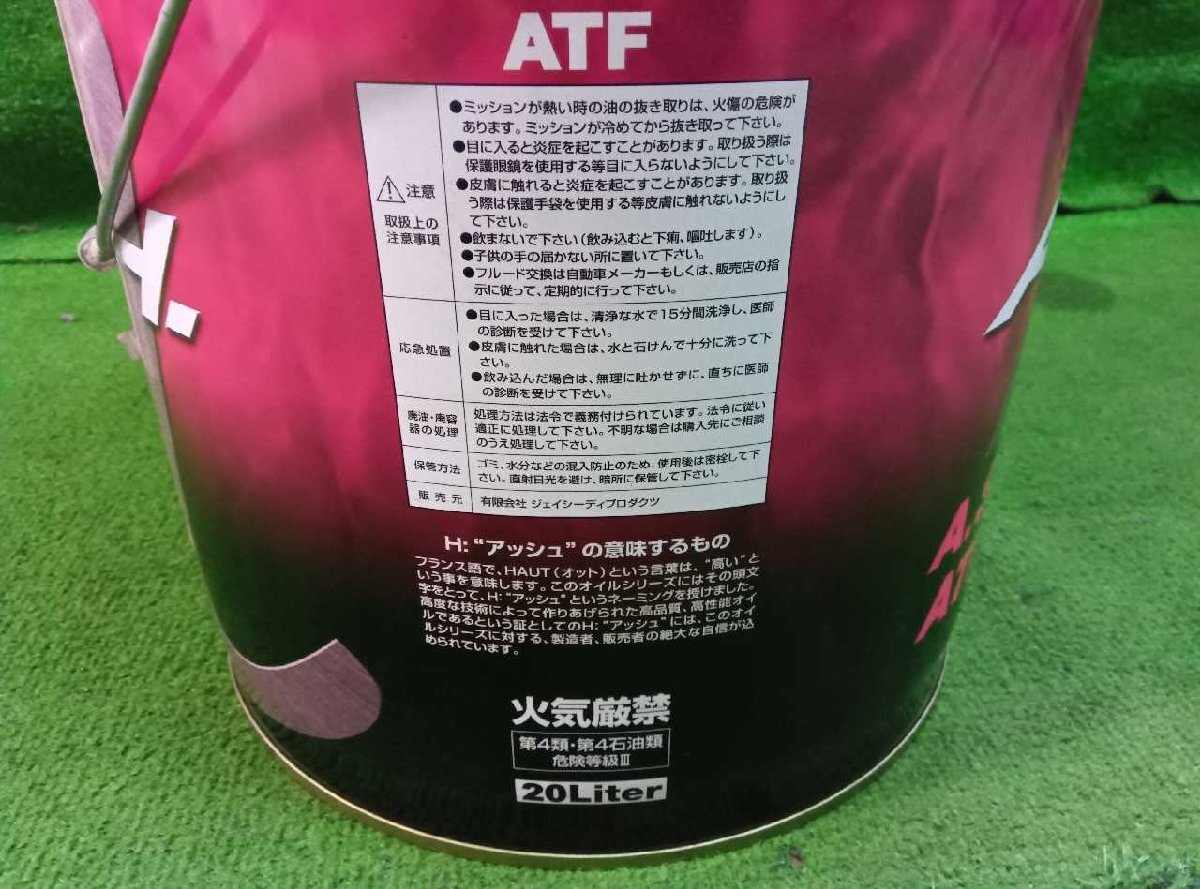 ATF
●ミッションが熱い時の油の抜き取りは、火傷の危険が
あります。ミッションが冷めてから抜き取って下さい。
●目に入ると炎症を起こすことがあります。取り扱う際は
保護眼鏡を使用する等目に入らないようにして下さい。
●皮膚に触れると炎症を起こすことがあります。取り扱
う際は保護手袋を使用する等皮膚に触れないようにし
て下さい。
●飲まないで下さい(飲み込むと下痢、嘔吐します)。
●子供の手の届かない所に置いて下さい。
●フルード交換は自動車メーカーもしくは、販売店の指
示に従って、定期的に行って下さい。
注意
取扱上の
注意事項
●目に入った場合は、清浄な水で15分間洗浄し、医師
の診断を受けて下さい。
●皮膚に触れた場合は、水と石けんで十分に洗って下
さい。
●飲み込んだ場合は、無理に吐かせずに、直ちに医師
の診断を受けて下さい。
応急処置
廃油・廃容
器の処理
処理方法は法令で義務付けられています。法令に従い
適正に処理して下さい。不明な場合は購入先にご相談
のうえ処理して下さい。
保管方法
ゴミ、水分などの混入防止のため、使用後は密栓して下
さい。直射日光を避け、暗所に保管して下さい。
販売元
有限会社 ジェイシーディプロダクツ
H:"アッシュ"の意味するもの
フランス語で、HAUT(オット)という言葉は、"高い"と
いう事を意味します。このオイルシリーズにはその頭文
字をとって、H:"アッシュ"というネーミングを授けました。
高度な技術によって作りあげられた高品質、高性能オイ
ルであるという証としてのH:"アッシュ"には、このオイ
ルシリーズに対する、製造者、販売者の絶大な自信が込
められています。
火気厳禁
第4類・第4石油類
危険等級Ⅲ
20Liter
H.